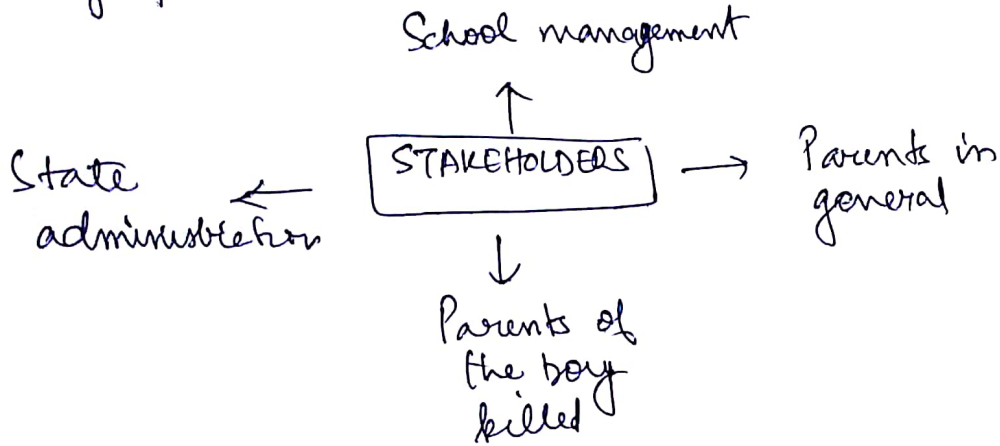 School management
STAKEHOLDERS
Parents in
general
State
administration
Parents of
the boy
killed